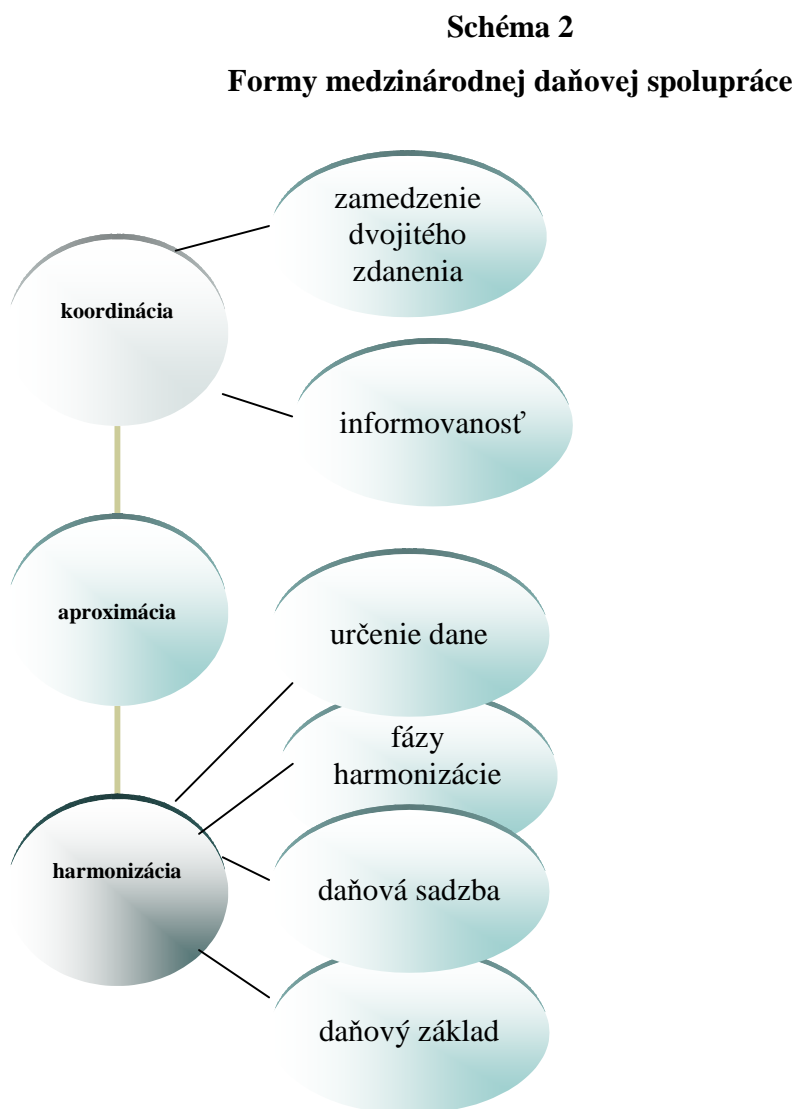 Schéma 2
Formy medzinárodnej daňovej spolupráce
zamedzenie
dvojitého
zdanenia
koordinácia
informovanosť
aproximácia
určenie dane
fázy
harmonizácie
harmonizácia
daňová sadzba
daňový základ